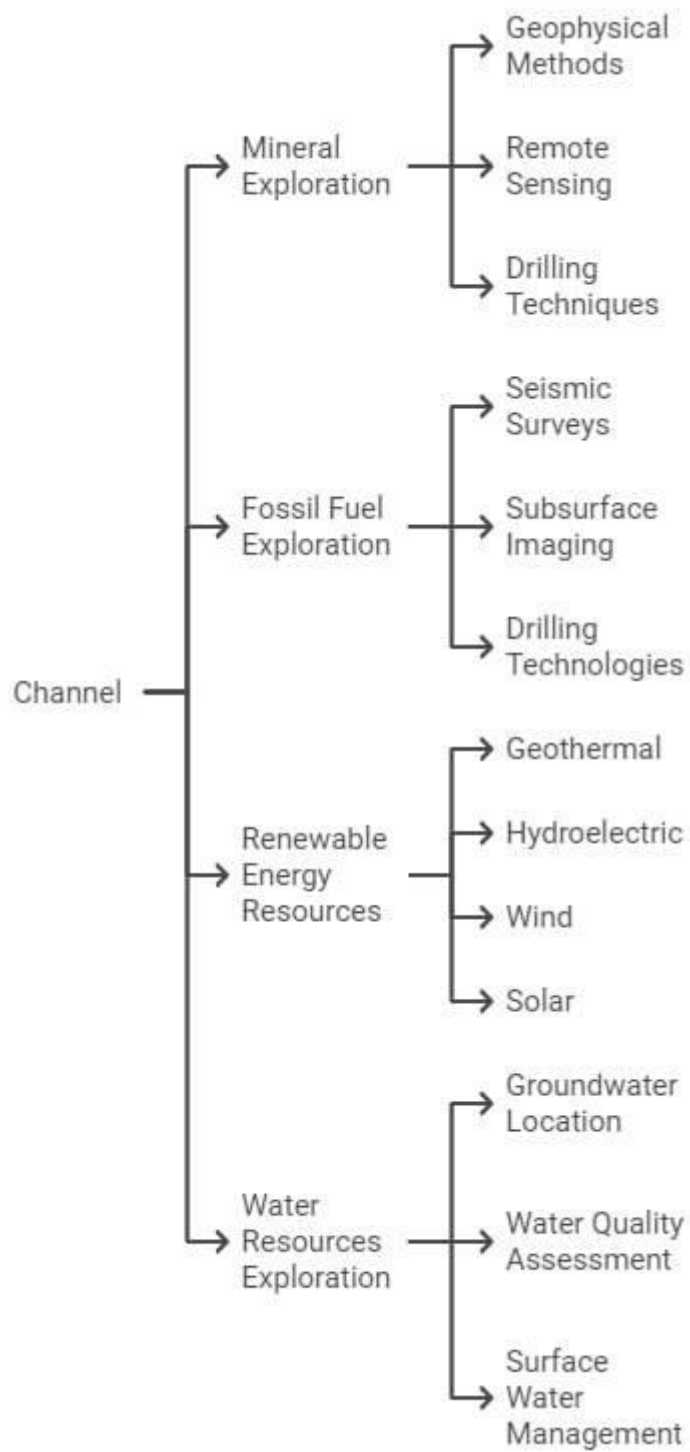 Geophysical
Methods
Mineral
Exploration
Remote
Sensing
Drilling
Techniques
Seismic
Surveys
Fossil Fuel
Exploration
Subsurface
Imaging
Drilling
Technologies
Channel
Geothermal
Renewable
Energy
Resources
Hydroelectric
Wind
Solar
Groundwater
Location
Water
Resources
Exploration
Water Quality
Assessment
Surface
Water
Management